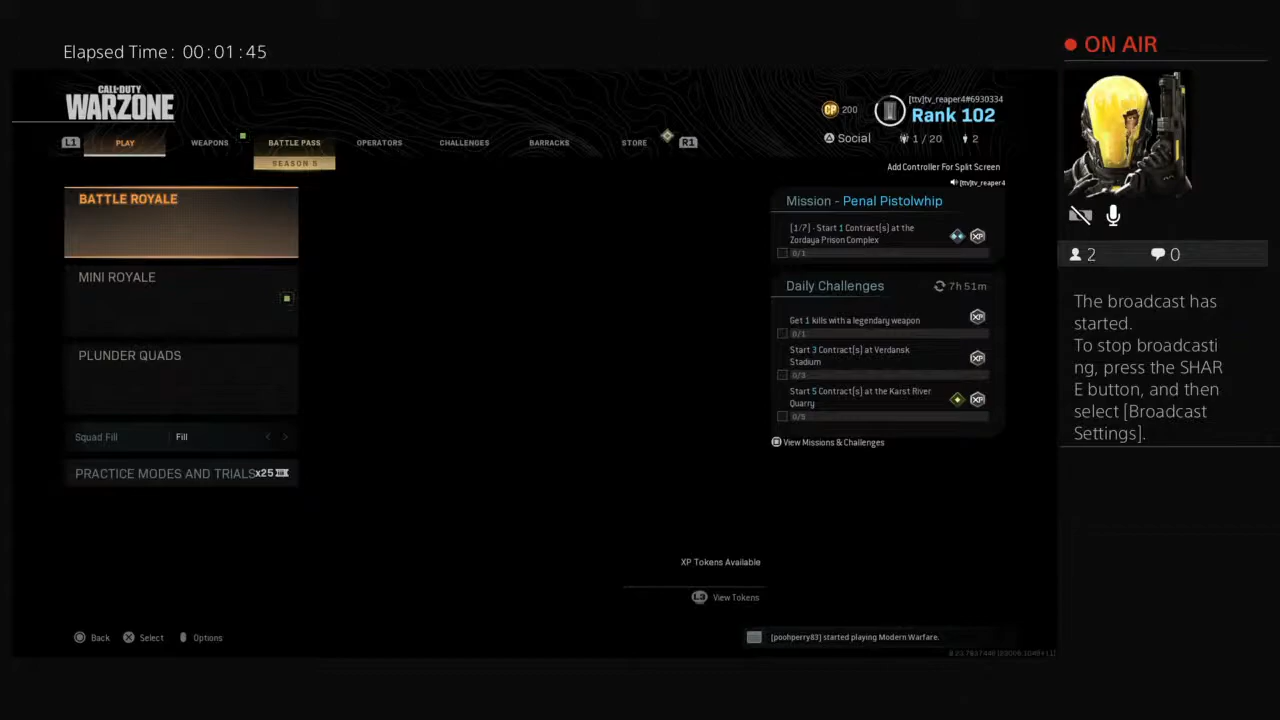 Elapsed Time: 00:01:45
ON AIR
CALL OF DUTY
WARZONE
CP 200
[ttv]tv_reaper4#6930334
Rank 102
Social
1 / 20
2
L1
PLAY
WEAPONS
BATTLE PASS
OPERATORS
CHALLENGES
BARRACKS
STORE
R1
SEASON 5
Add Controller For Split Screen
[ttv]tv_reaper4
BATTLE ROYALE
MINI ROYALE
PLUNDER QUADS
Squad Fill
Fill
PRACTICE MODES AND TRIALS x25
Mission - Penal Pistolwhip
[1/7] - Start 1 Contract(s) at the
Zordaya Prison Complex
XP
0/1
Daily Challenges
7h 51m
Get 1 kills with a legendary weapon
XP
0/1
Start 3 Contract(s) at Verdansk
Stadium
XP
0/3
Start 5 Contract(s) at the Karst River
Quarry
XP
0/5
View Missions & Challenges
XP Tokens Available
L3 View Tokens
Back
Select
Options
[poohperry83] started playing Modern Warfare.
2
0
The broadcast has
started.
To stop broadcasti
ng, press the SHAR
E button, and then
select [Broadcast
Settings].